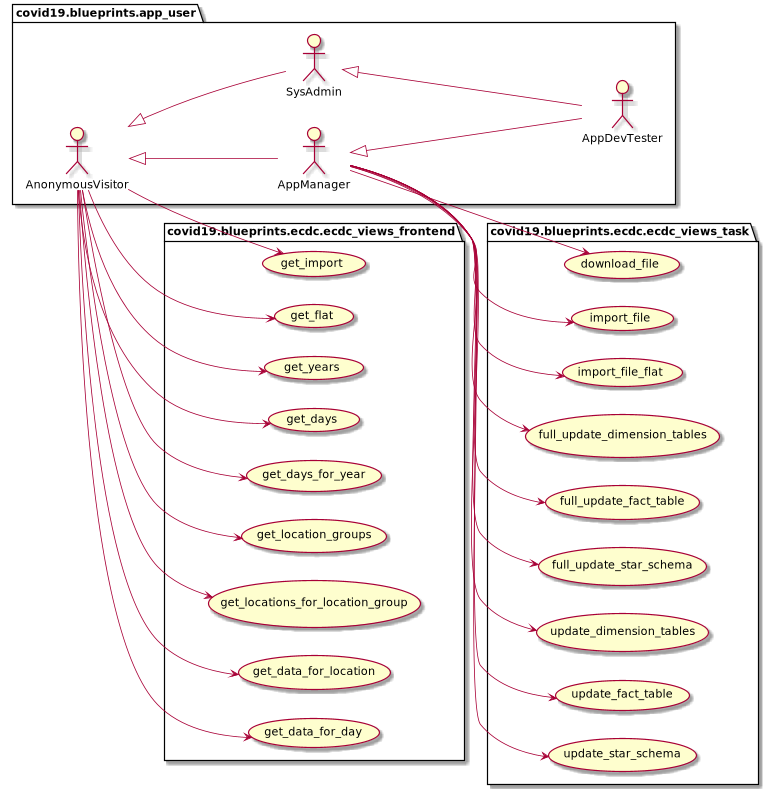 covid19.blueprints.app_user
SysAdmin
AppDevTester
AnonymousVisitor
AppManager
covid19.blueprints.ecdc.ecdc_views_frontend
get_import
get_flat
get_years
get_days
get_days_for_year
get_location_groups
get_locations_for_location_group
get_data_for_location
get_data_for_day
covid19.blueprints.ecdc.ecdc_views_task
download_file
import_file
import_file_flat
full_update_dimension_tables
full_update_fact_table
full_update_star_schema
update_dimension_tables
update_fact_table
update_star_schema